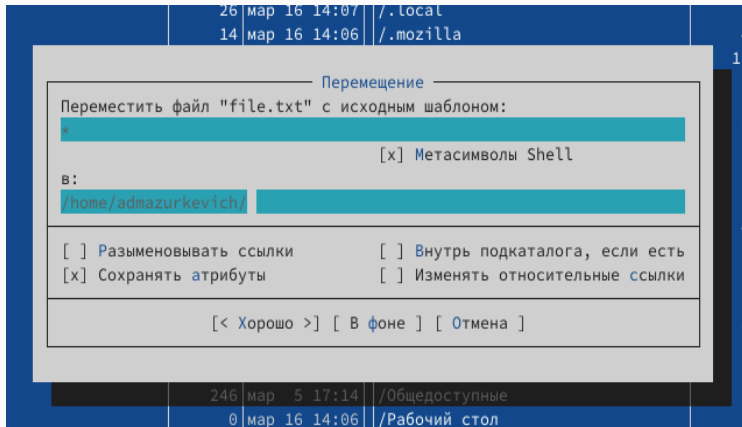 26 мар 16 14:07 /.local
14 мар 16 14:06 /.mozilla
1
Перемещение
Переместить файл "file.txt" с исходным шаблоном:
*
[x] Метасимволы Shell
в:
/home/admazurkevich/
[ ] Разыменовывать ссылки [ ] Внутрь подкаталога, если есть
[x] Сохранять атрибуты [ ] Изменять относительные ссылки
[< Хорошо >] [ В фоне ] [ Отмена ]
246 мар 5 17:14 /Общедоступные
0 мар 16 14:06 /Рабочий стол